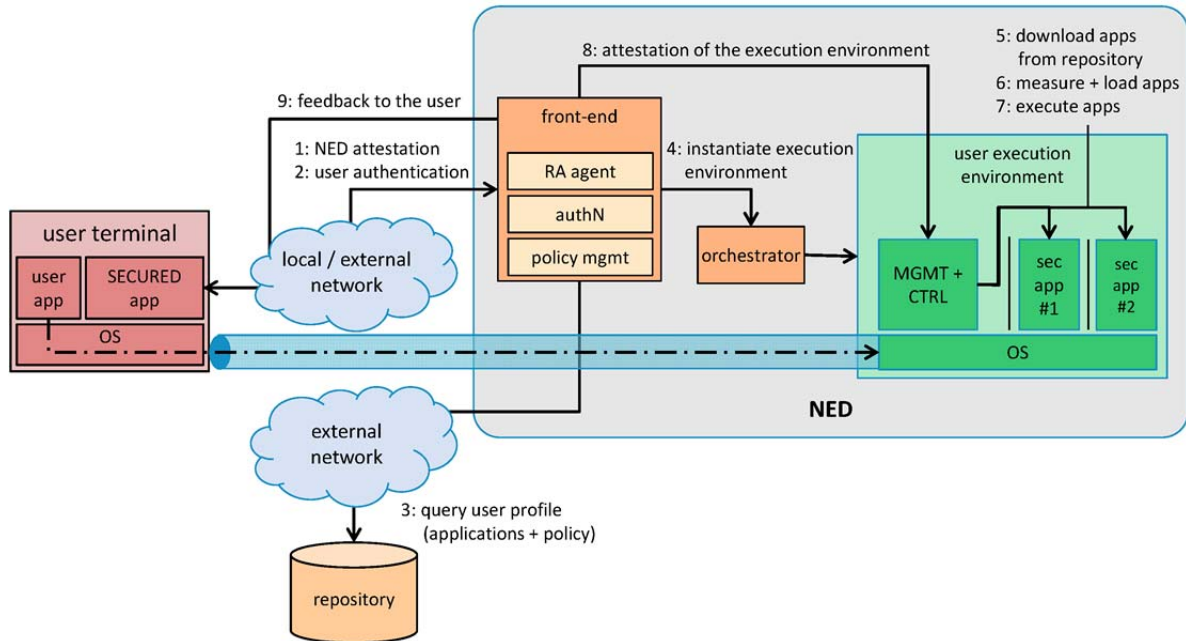 8: attestation of the execution environment
5: download apps
from repository
6: measure + load apps
7: execute apps
9: feedback to the user
front-end
1: NED attestation
2: user authentication
RA agent
authN
policy mgmt
4: instantiate execution
environment
user execution
environment
user terminal
user
app
SECURED
app
OS
local / external
network
orchestrator
MGMT +
CTRL
sec
app
#1
sec
app
#2
OS
NED
external
network
3: query user profile
(applications + policy)
repository